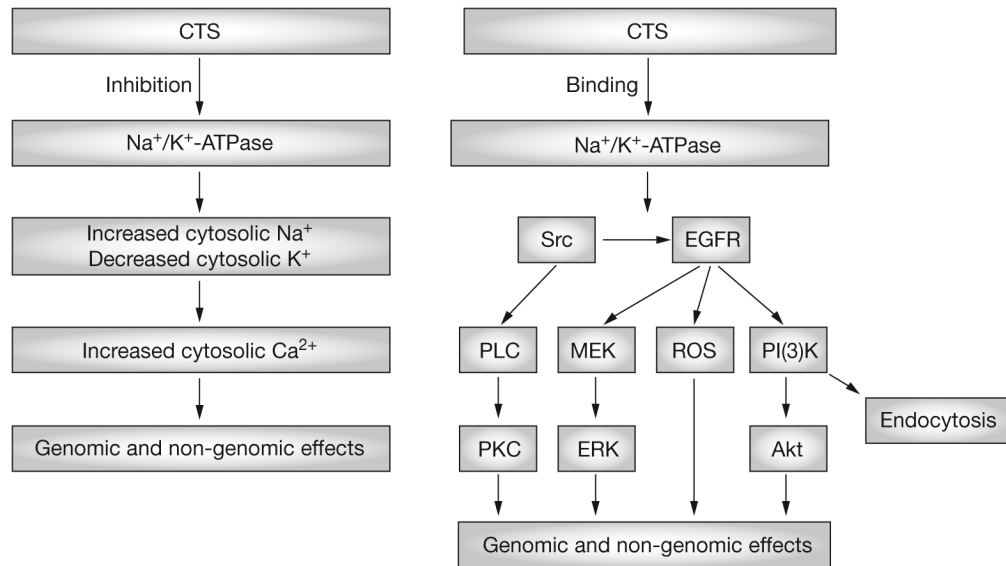 CTS
Inhibition
Na⁺/K⁺-ATPase
Increased cytosolic Na⁺
Decreased cytosolic K⁺
Increased cytosolic Ca²⁺
Genomic and non-genomic effects
CTS
Binding
Na⁺/K⁺-ATPase
Src
EGFR
PLC
MEK
ROS
PI(3)K
Endocytosis
PKC
ERK
Akt
Genomic and non-genomic effects